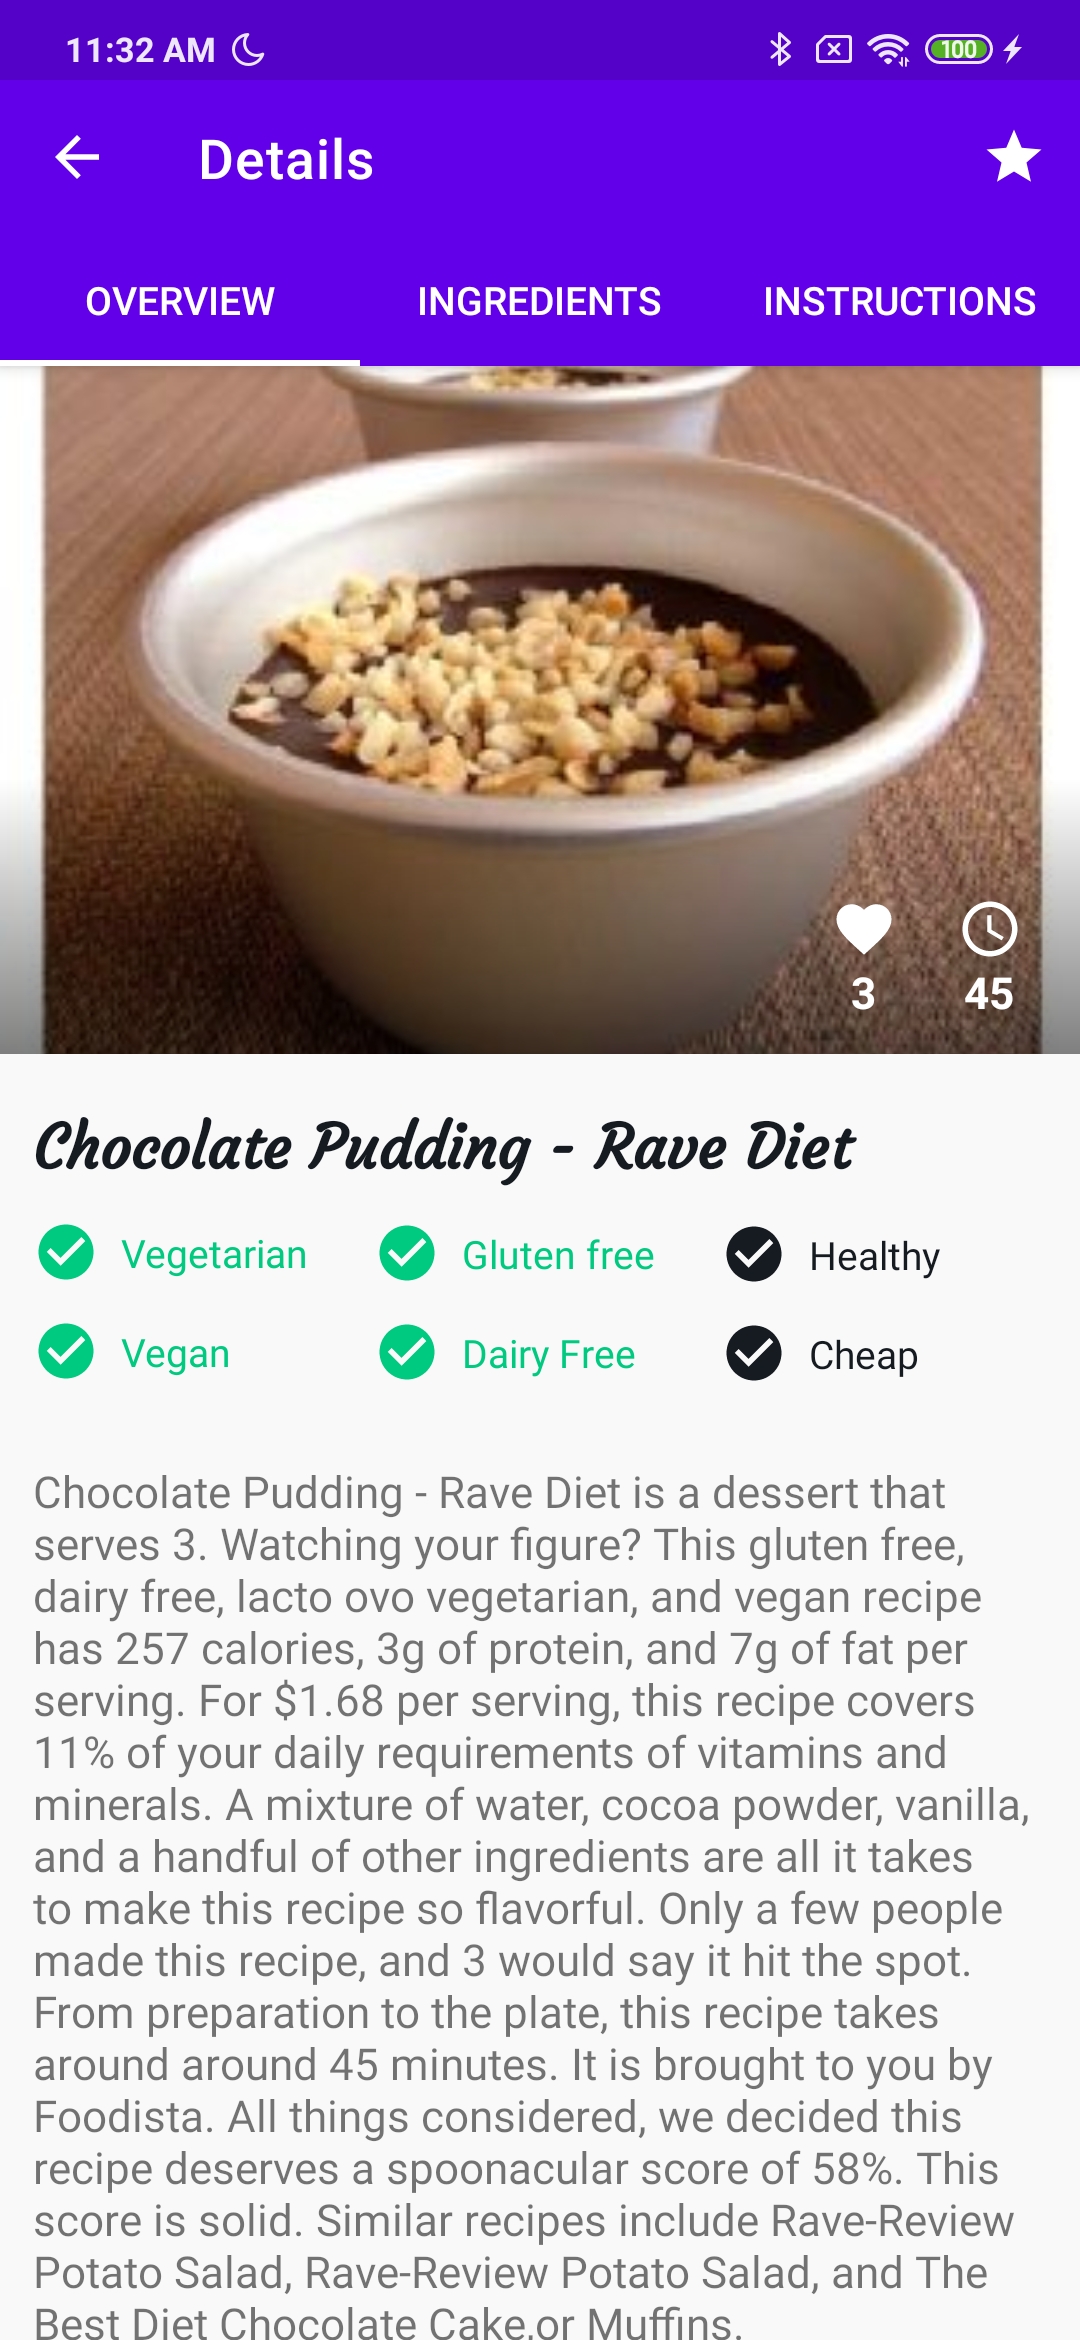 11:32 AM
100
Details
OVERVIEW INGREDIENTS INSTRUCTIONS
3 45
Chocolate Pudding - Rave Diet
Vegetarian Gluten free Healthy
Vegan Dairy Free Cheap
Chocolate Pudding - Rave Diet is a dessert that
serves 3. Watching your figure? This gluten free,
dairy free, lacto ovo vegetarian, and vegan recipe
has 257 calories, 3g of protein, and 7g of fat per
serving. For $1.68 per serving, this recipe covers
11% of your daily requirements of vitamins and
minerals. A mixture of water, cocoa powder, vanilla,
and a handful of other ingredients are all it takes
to make this recipe so flavorful. Only a few people
made this recipe, and 3 would say it hit the spot.
From preparation to the plate, this recipe takes
around around 45 minutes. It is brought to you by
Foodista. All things considered, we decided this
recipe deserves a spoonacular score of 58%. This
score is solid. Similar recipes include Rave-Review
Potato Salad, Rave-Review Potato Salad, and The
Best Diet Chocolate Cake,or Muffins.